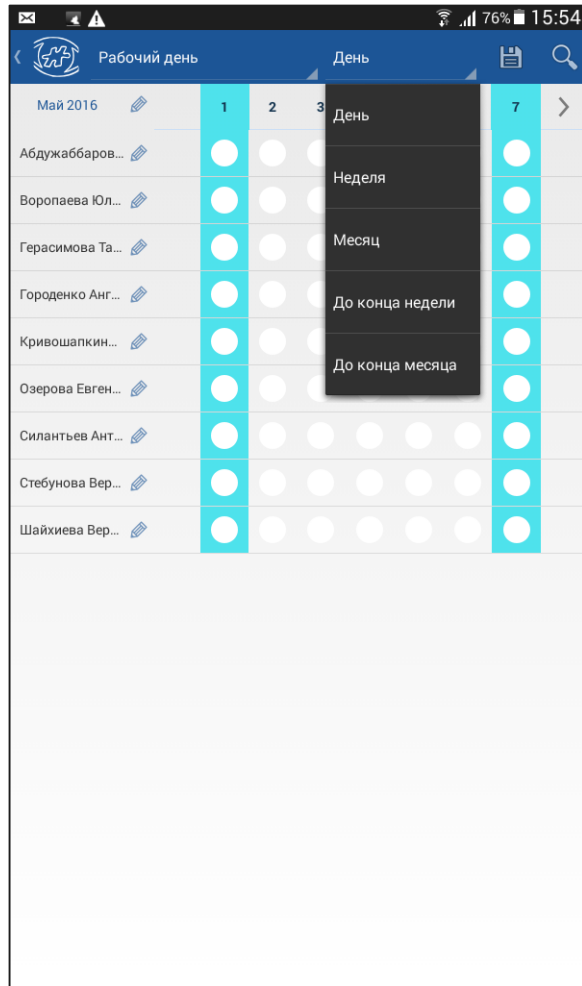 76% 15:54
Рабочий день День
Май 2016 1 2 3 7
День
Неделя
Месяц
До конца недели
До конца месяца
Абдужаббаров...
Воропаева Юл...
Герасимова Та...
Городенко Анг...
Кривошапкин...
Озерова Евген...
Силантьев Ант...
Стебунова Вер...
Шайхиева Вер...